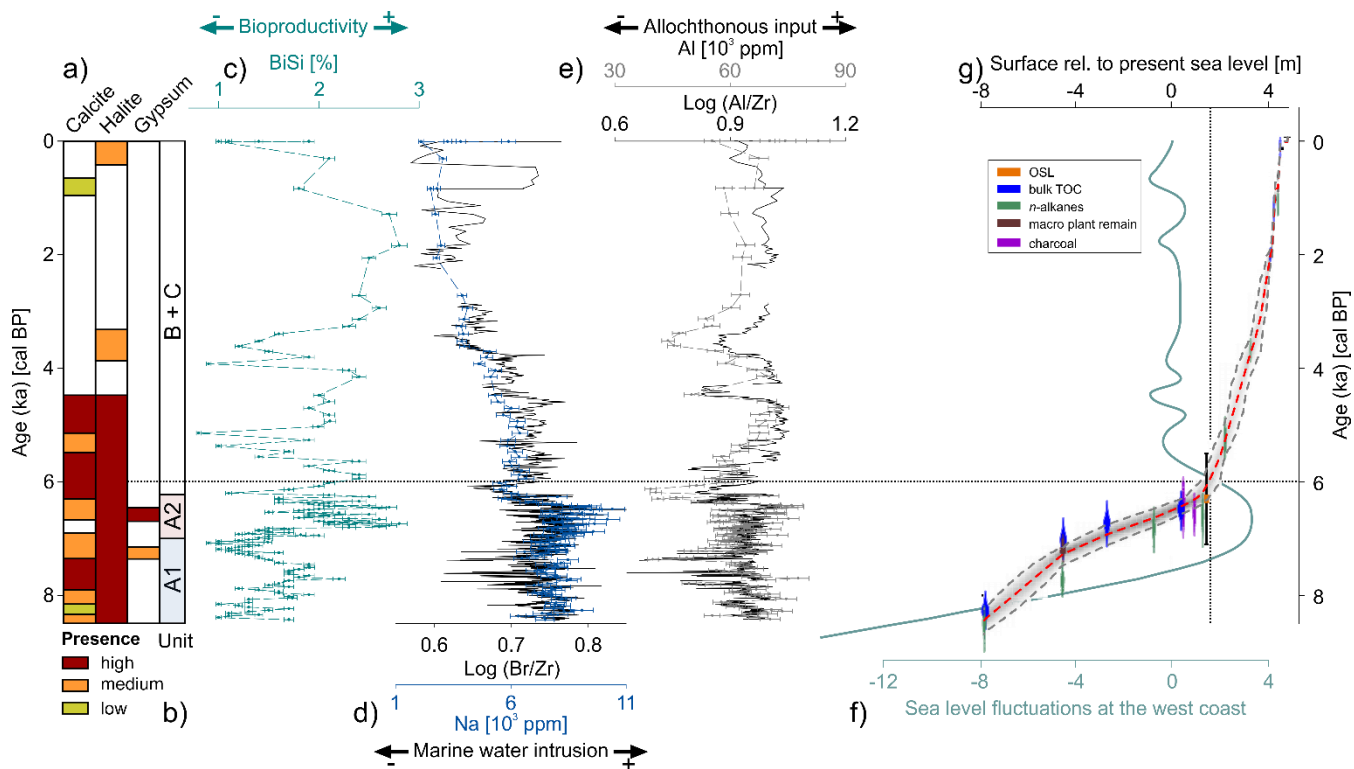 - Bioproductivity +
- Allochthonous input +
a) c) BiSi [%] e) Al [10³ ppm] g) Surface rel. to present sea level [m]
1 2 3
30 60 90
Log (Al/Zr)
0.6 0.9 1.2
-8 -4 0 4
Calcite Halite Gypsum
OSL
bulk TOC
n-alkanes
macro plant remain
charcoal
Age (ka) [cal BP]
0
2
4
6
8
B + C
A2
A1
Unit
Age (ka) [cal BP]
0
2
4
6
8
Presence
high
medium
low
b)
0.6 0.7 0.8
Log (Br/Zr)
1 6 11
d) Na [10³ ppm]
- Marine water intrusion +
-12 -8 -4 0 4
f) Sea level fluctuations at the west coast